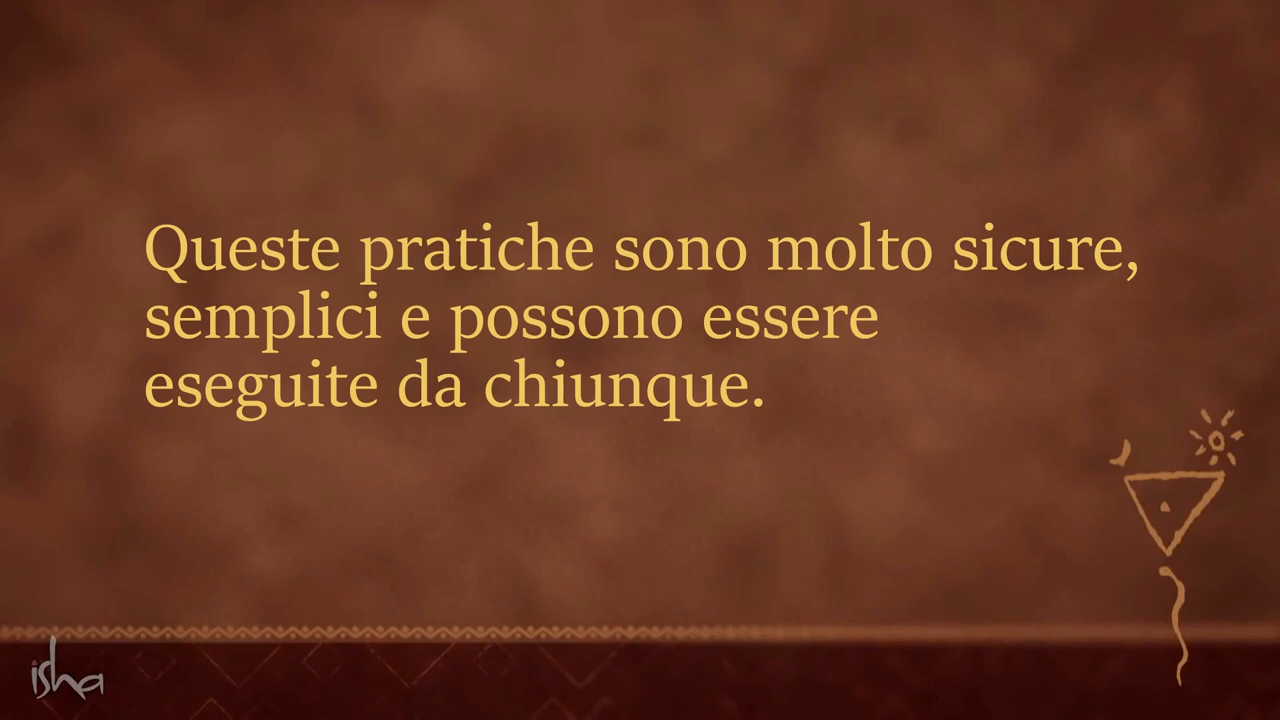 Queste pratiche sono molto sicure,
semplici e possono essere
eseguite da chiunque.
isha